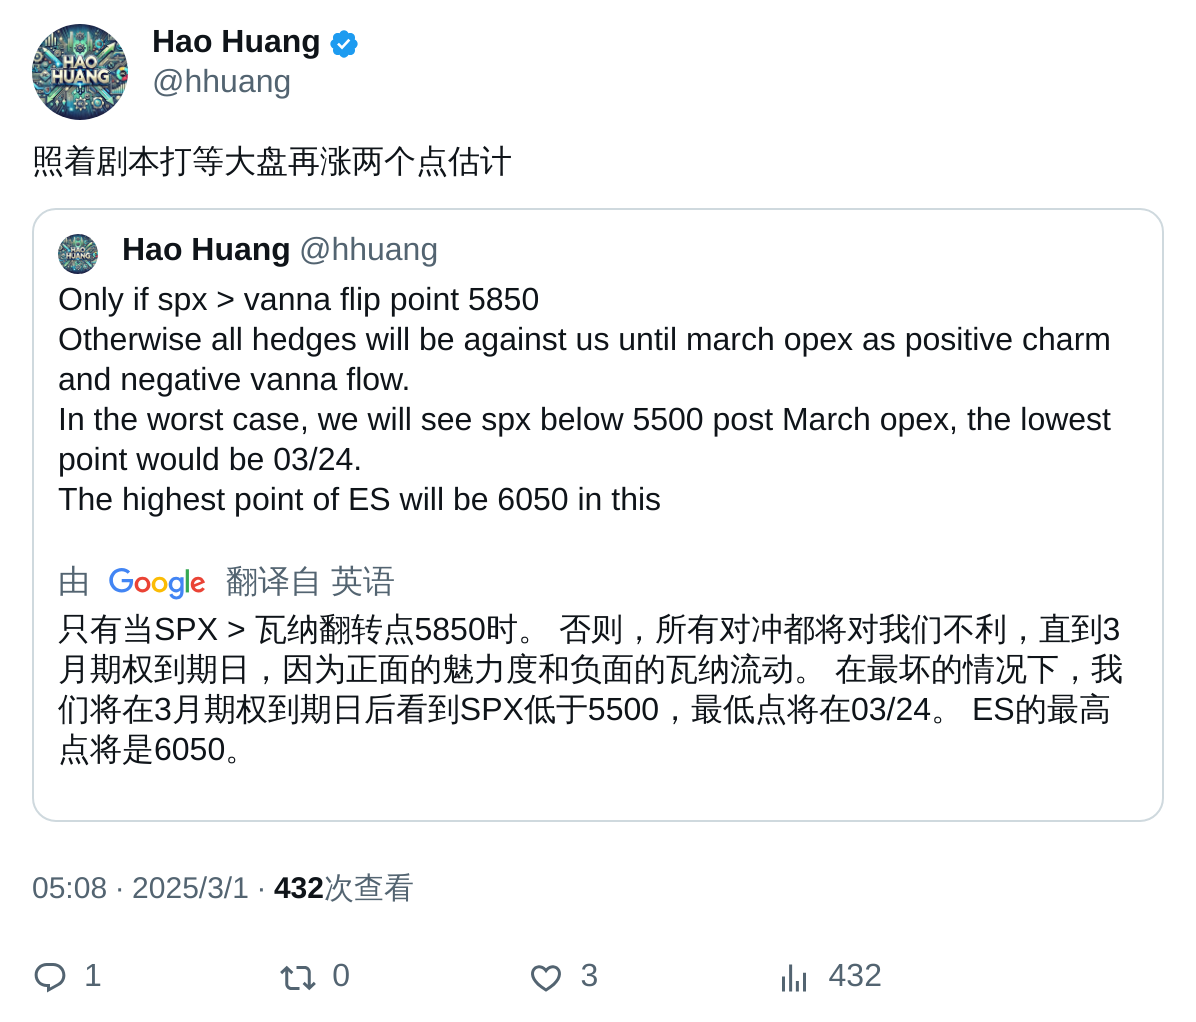 HAO
HUANG
Hao Huang
@hhuang
照着剧本打等大盘再涨两个点估计
HAO
HUANG
Hao Huang @hhuang
Only if spx > vanna flip point 5850
Otherwise all hedges will be against us until march opex as positive charm
and negative vanna flow.
In the worst case, we will see spx below 5500 post March opex, the lowest
point would be 03/24.
The highest point of ES will be 6050 in this
由 Google 翻译自 英语
只有当SPX > 瓦纳翻转点5850时。 否则，所有对冲都将对我们不利，直到3
月期权到期日，因为正面的魅力度和负面的瓦纳流动。 在最坏的情况下，我
们将在3月期权到期日后看到SPX低于5500，最低点将在03/24。 ES的最高
点将是6050。
05:08 · 2025/3/1 · 432次查看
1 0 3 432